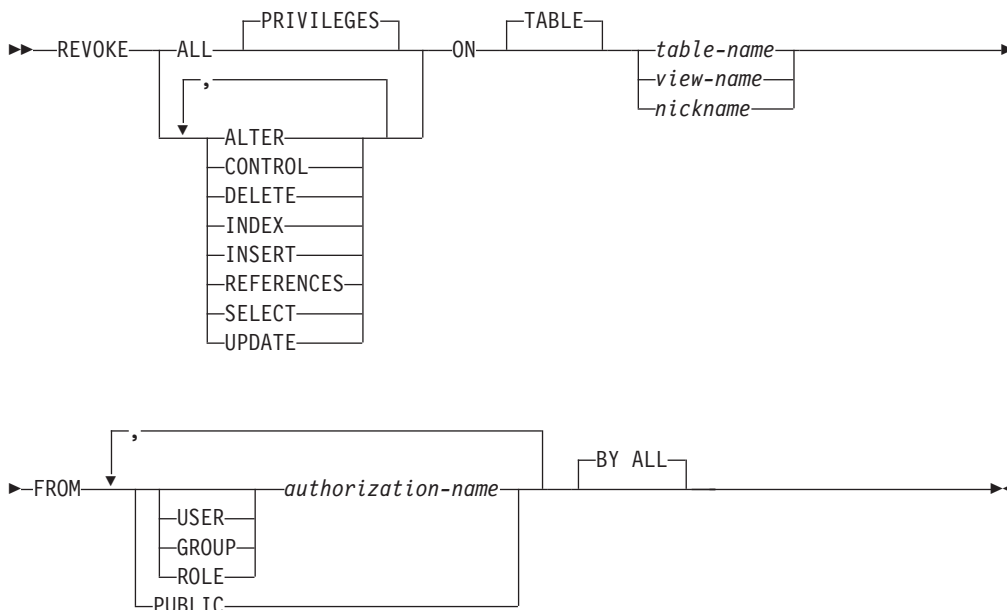 PRIVILEGES TABLE
REVOKE ALL ON table-name
, view-name
nickname
ALTER
CONTROL
DELETE
INDEX
INSERT
REFERENCES
SELECT
UPDATE
,
BY ALL
FROM authorization-name
USER
GROUP
ROLE
PUBLIC